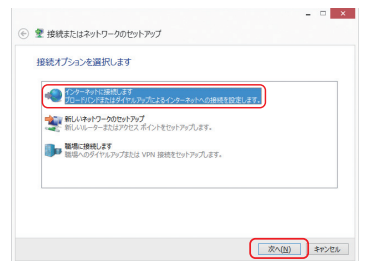 接続またはネットワークのセットアップ
接続オプションを選択します
インターネットに接続します
ブロードバンドまたはダイヤルアップによるインターネットへの接続を設定します。
新しいネットワークのセットアップ
新しいルーターまたはアクセス ポイントをセットアップします。
職場に接続します
職場へのダイヤルアップまたは VPN 接続をセットアップします。
次へ(N)
キャンセル